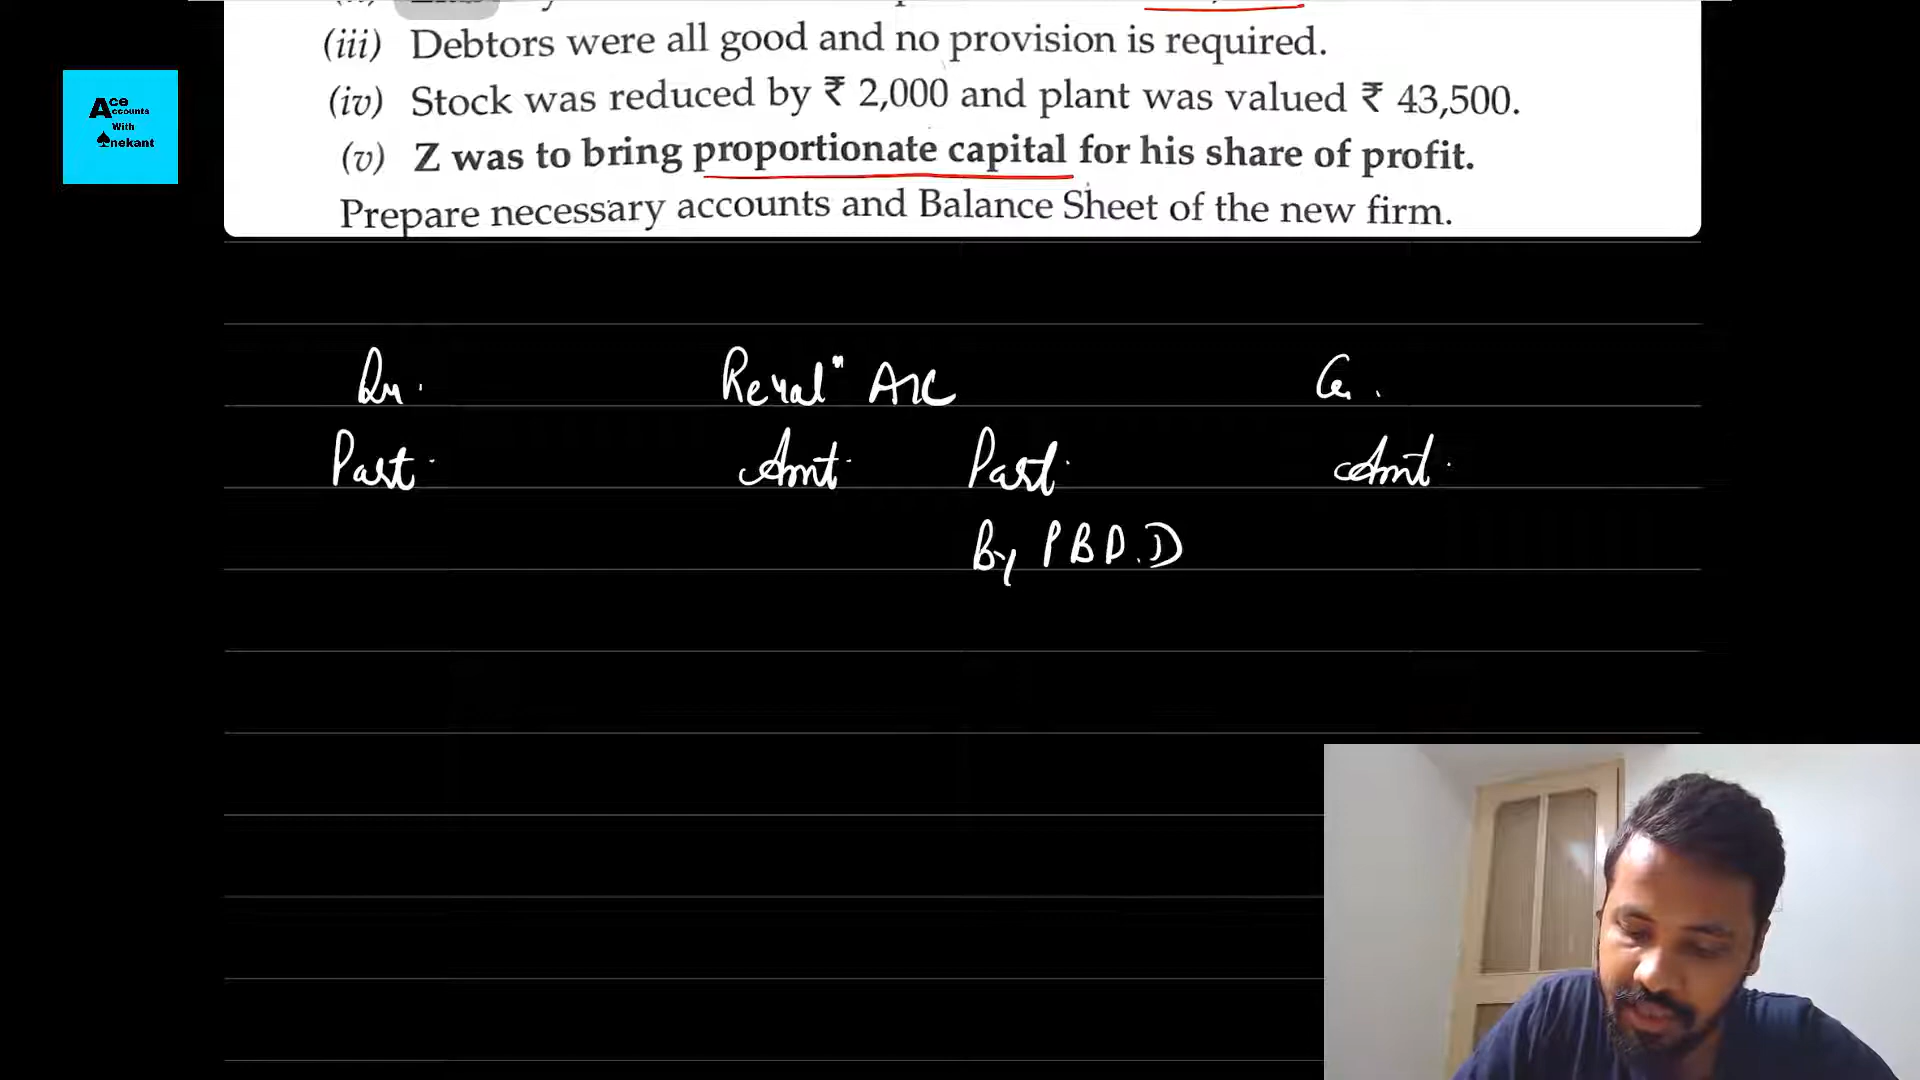 (iii) Debtors were all good and no provision is required.
(iv) Stock was reduced by ₹ 2,000 and plant was valued ₹ 43,500.
(v) Z was to bring proportionate capital for his share of profit.
Prepare necessary accounts and Balance Sheet of the new firm.
Ace
Accounts
With
Anekant
Dr. Reval" A/C Cr.
Part. Amt. Part. Amt.
By PBD.D